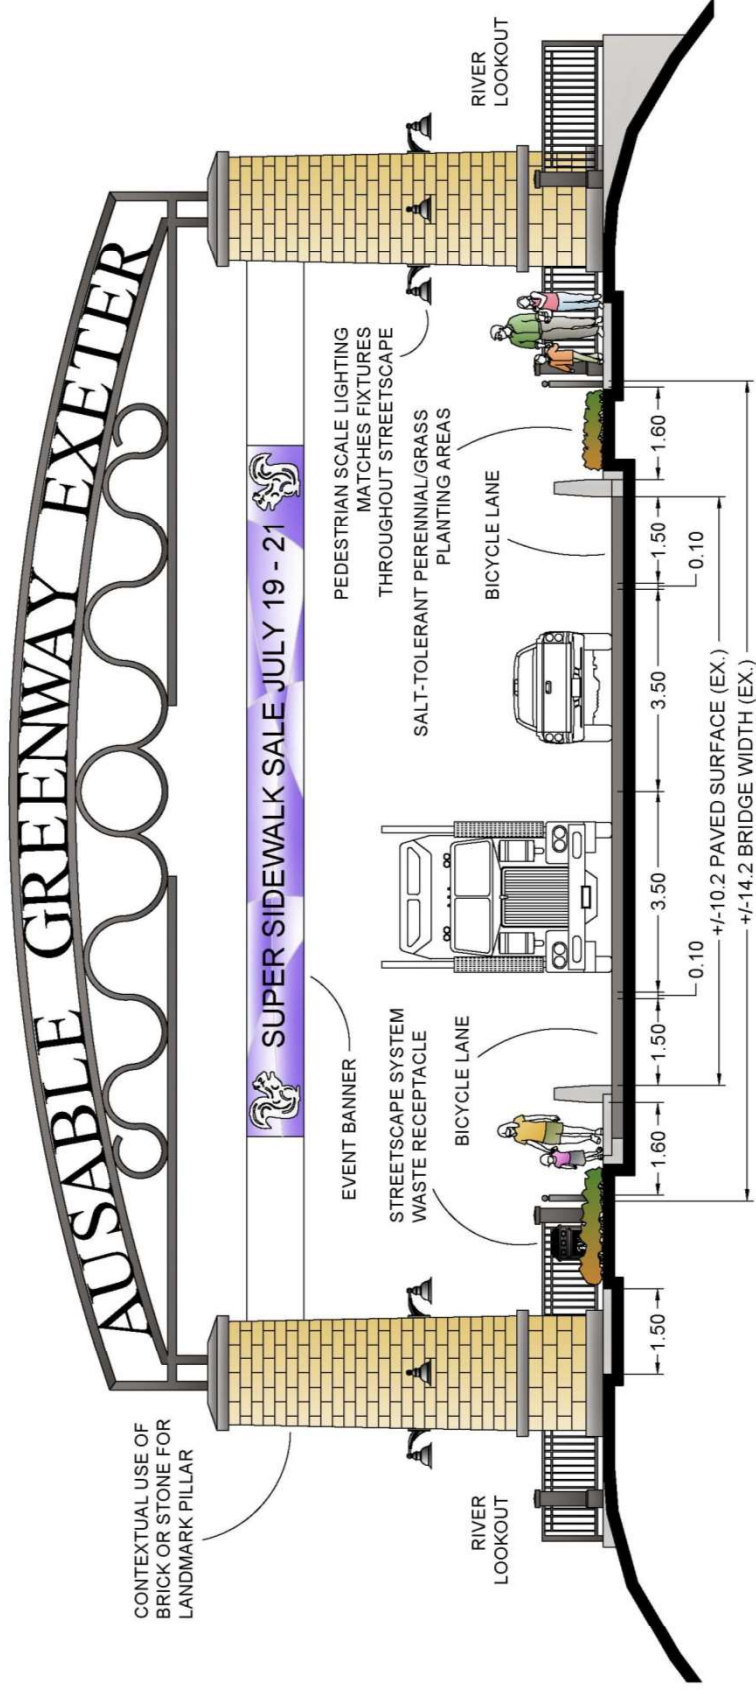 AUSABLE GREENWAY EXETER
SUPER SIDEWALK SALE JULY 19 - 21
CONTEXTUAL USE OF
BRICK OR STONE FOR
LANDMARK PILLAR
EVENT BANNER
PEDESTRIAN SCALE LIGHTING
MATCHES FIXTURES
THROUGHOUT STREETSCAPE
STREETSCAPE SYSTEM
WASTE RECEPTACLE
SALT-TOLERANT PERENNIAL/GRASS
PLANTING AREAS
BICYCLE LANE
BICYCLE LANE
RIVER
LOOKOUT
RIVER
LOOKOUT
1.50
1.60
1.50
0.10
3.50
3.50
0.10
1.50
1.60
+/-10.2 PAVED SURFACE (EX.)
+/-14.2 BRIDGE WIDTH (EX.)